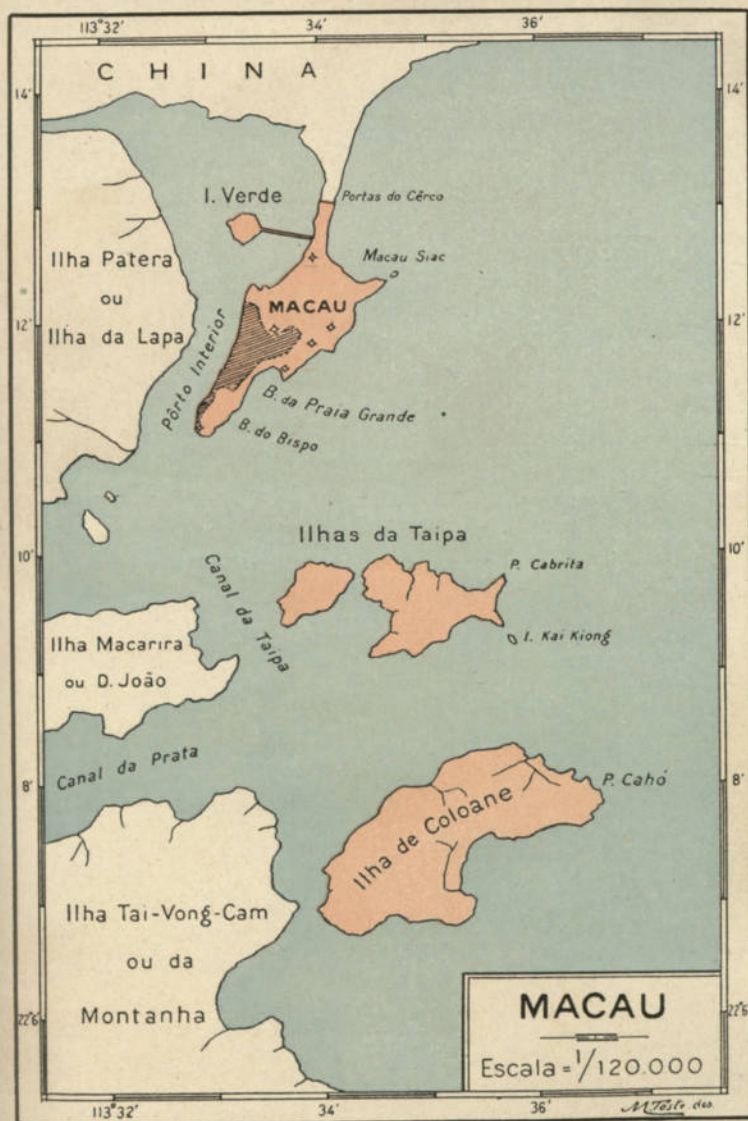 113°32'
34'
36'
CHINA
14'
14'
I. Verde
Portas do Cêrco
Macau Siac
Ilha Patera
ou
Ilha da Lapa
MACAU
12'
12'
Pôrto Interior
B. da Praia Grande
B. do Bispo
10'
10'
Ilhas da Taipa
P. Cabrita
Canal da Taipa
I. Kai Kiong
Ilha Macarira
ou D. João
Canal da Prata
8'
8'
P. Cahó
Ilha de Coloane
Ilha Tai-Vong-Cam
ou da
Montanha
22°6'
22°6'
MACAU
Escala = 1/120.000
113°32'
34'
36'